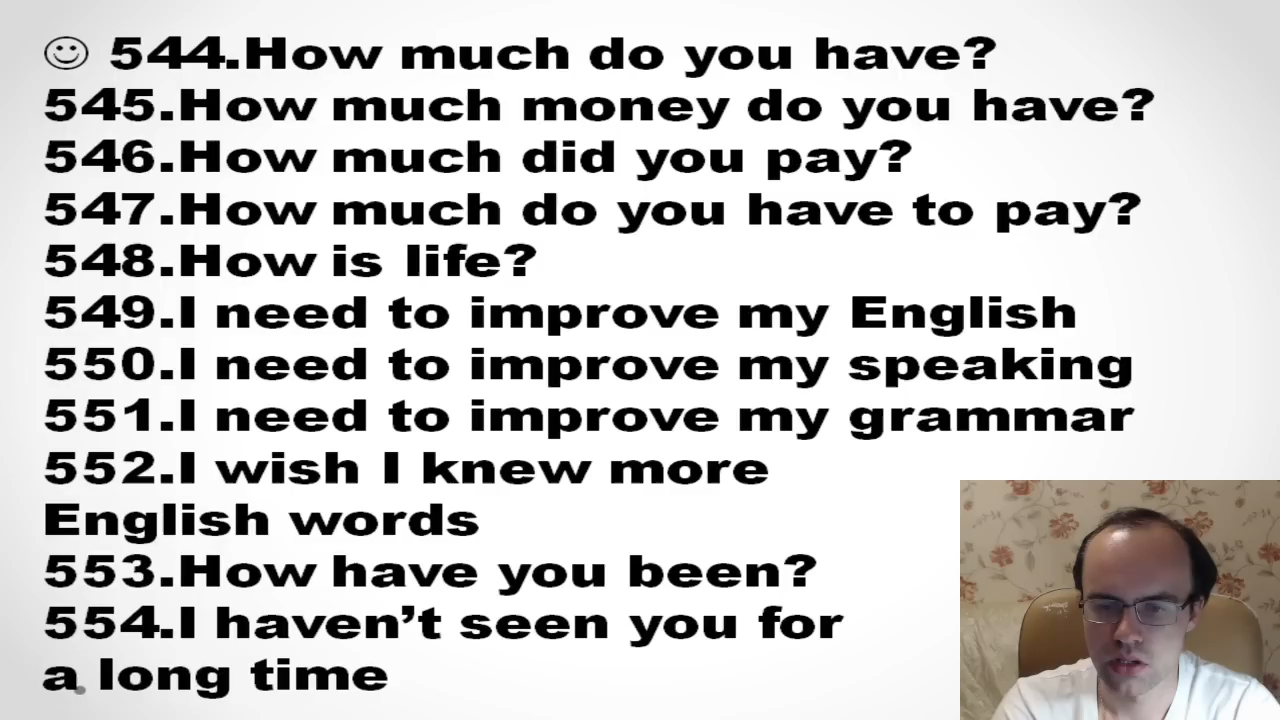 ☺ 544.How much do you have?
545.How much money do you have?
546.How much did you pay?
547.How much do you have to pay?
548.How is life?
549.I need to improve my English
550.I need to improve my speaking
551.I need to improve my grammar
552.I wish I knew more
English words
553.How have you been?
554.I haven’t seen you for
a long time